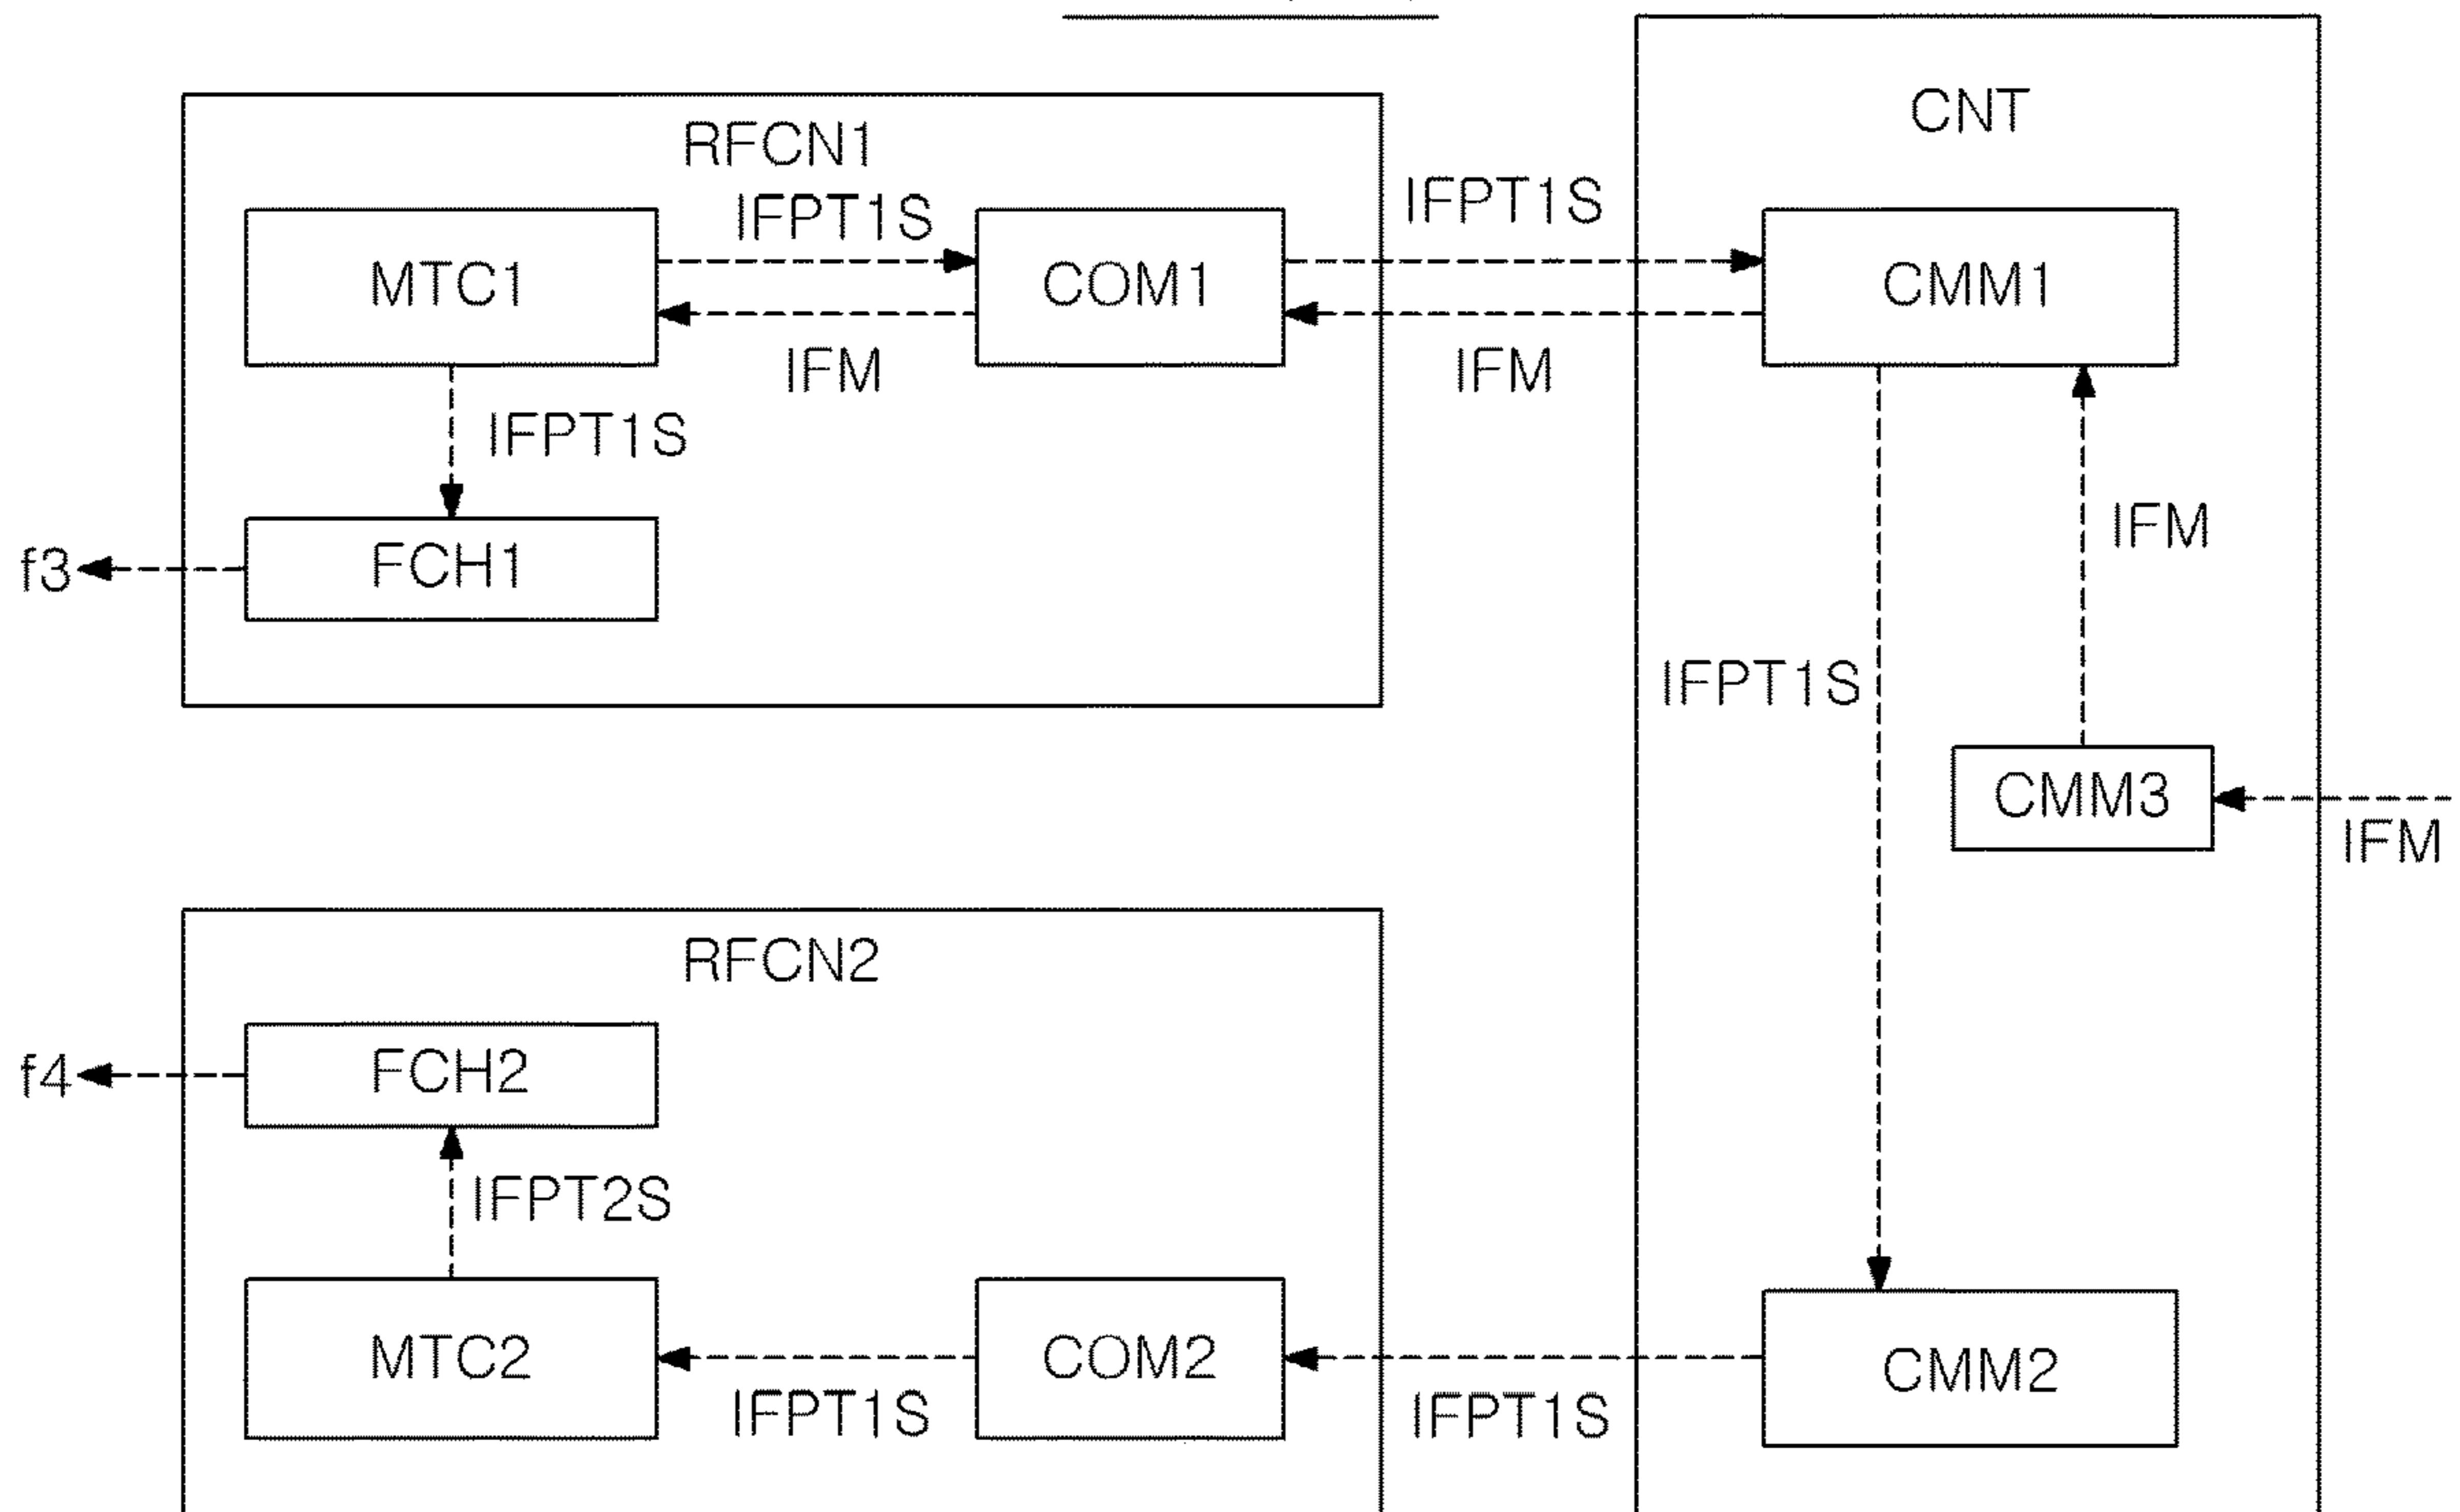 CNT
RFCN1
IFPT1S
IFPT1S
MTC1
COM1
CMM1
IFM
IFM
IFPT1S
IFM
f3
FCH1
IFPT1S
CMM3
IFM
RFCN2
f4
FCH2
IFPT2S
MTC2
COM2
CMM2
IFPT1S
IFPT1S